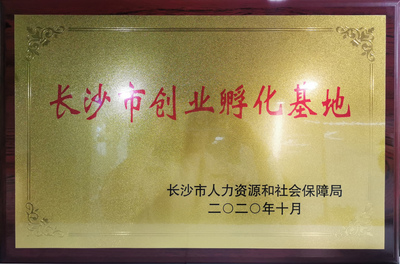 长沙市创业孵化基地
长沙市人力资源和社会保障局
二〇二〇年十月